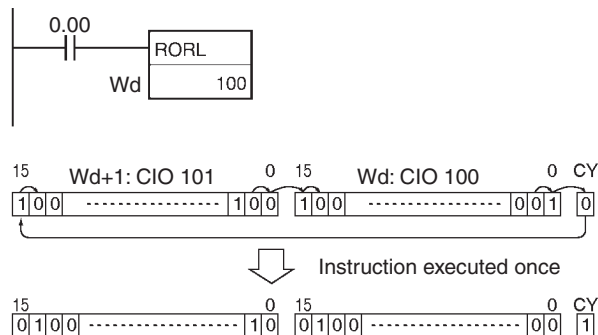 0.00
RORL
Wd 100
15 Wd+1: CIO 101 0 15 Wd: CIO 100 0 CY
1 0 0 1 0 0 1 0 0 0 0 1 0
Instruction executed once
15 0 15 0 CY
0 1 0 0 1 0 0 1 0 0 0 0 1